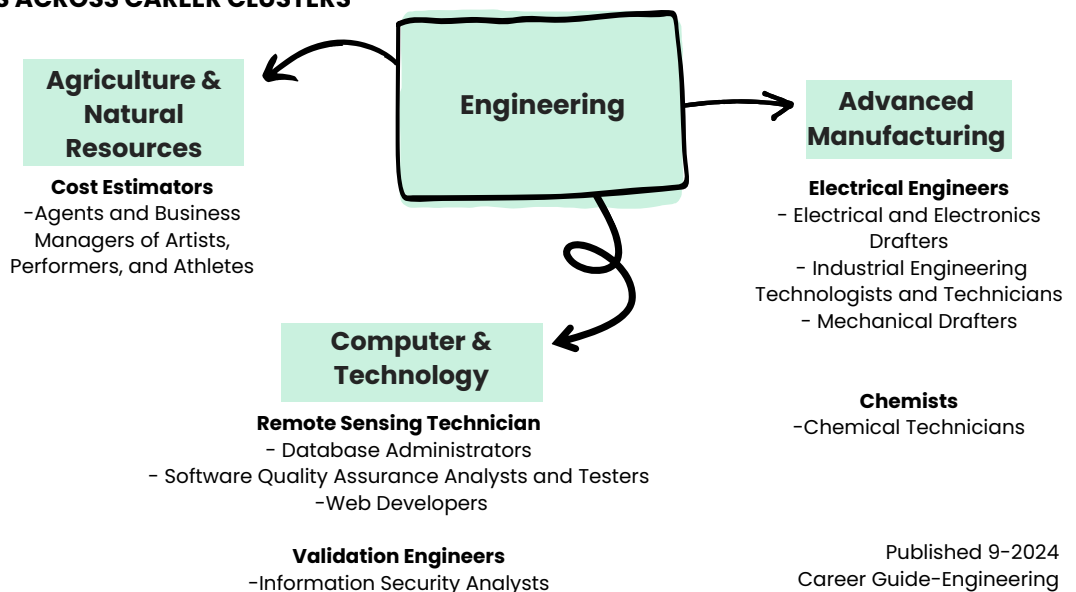 ACROSS CAREER CLUSTERS
Engineering
Agriculture &
Natural
Resources
Cost Estimators
-Agents and Business
Managers of Artists,
Performers, and Athletes
Advanced
Manufacturing
Electrical Engineers
- Electrical and Electronics
Drafters
- Industrial Engineering
Technologists and Technicians
- Mechanical Drafters
Chemists
-Chemical Technicians
Computer &
Technology
Remote Sensing Technician
- Database Administrators
- Software Quality Assurance Analysts and Testers
-Web Developers
Validation Engineers
-Information Security Analysts
Published 9-2024
Career Guide-Engineering